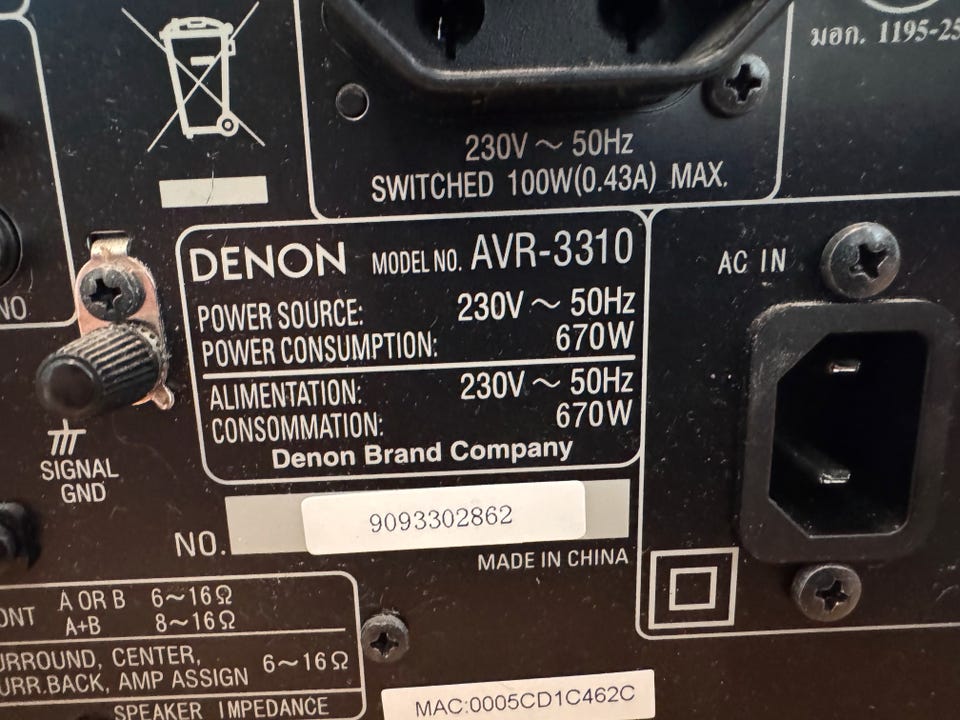 มอก. 1195-25
230V ~ 50Hz
SWITCHED 100W(0.43A) MAX.
DENON MODEL NO. AVR-3310
POWER SOURCE: 230V ~ 50Hz
POWER CONSUMPTION: 670W
ALIMENTATION: 230V ~ 50Hz
CONSOMMATION: 670W
Denon Brand Company
AC IN
NO
SIGNAL
GND
NO. 9093302862
MADE IN CHINA
ONT A OR B 6~16Ω
A+B 8~16Ω
URROUND, CENTER,
URR.BACK, AMP ASSIGN 6~16Ω
SPEAKER IMPEDANCE
MAC:0005CD1C462C